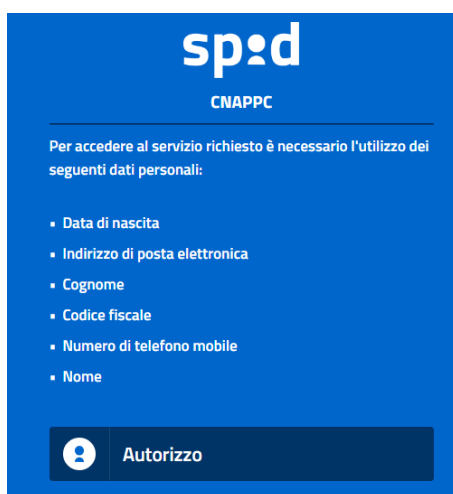 spid
CNAPPC
Per accedere al servizio richiesto è necessario l'utilizzo dei
seguenti dati personali:
▪ Data di nascita
▪ Indirizzo di posta elettronica
▪ Cognome
▪ Codice fiscale
▪ Numero di telefono mobile
▪ Nome
Autorizzo